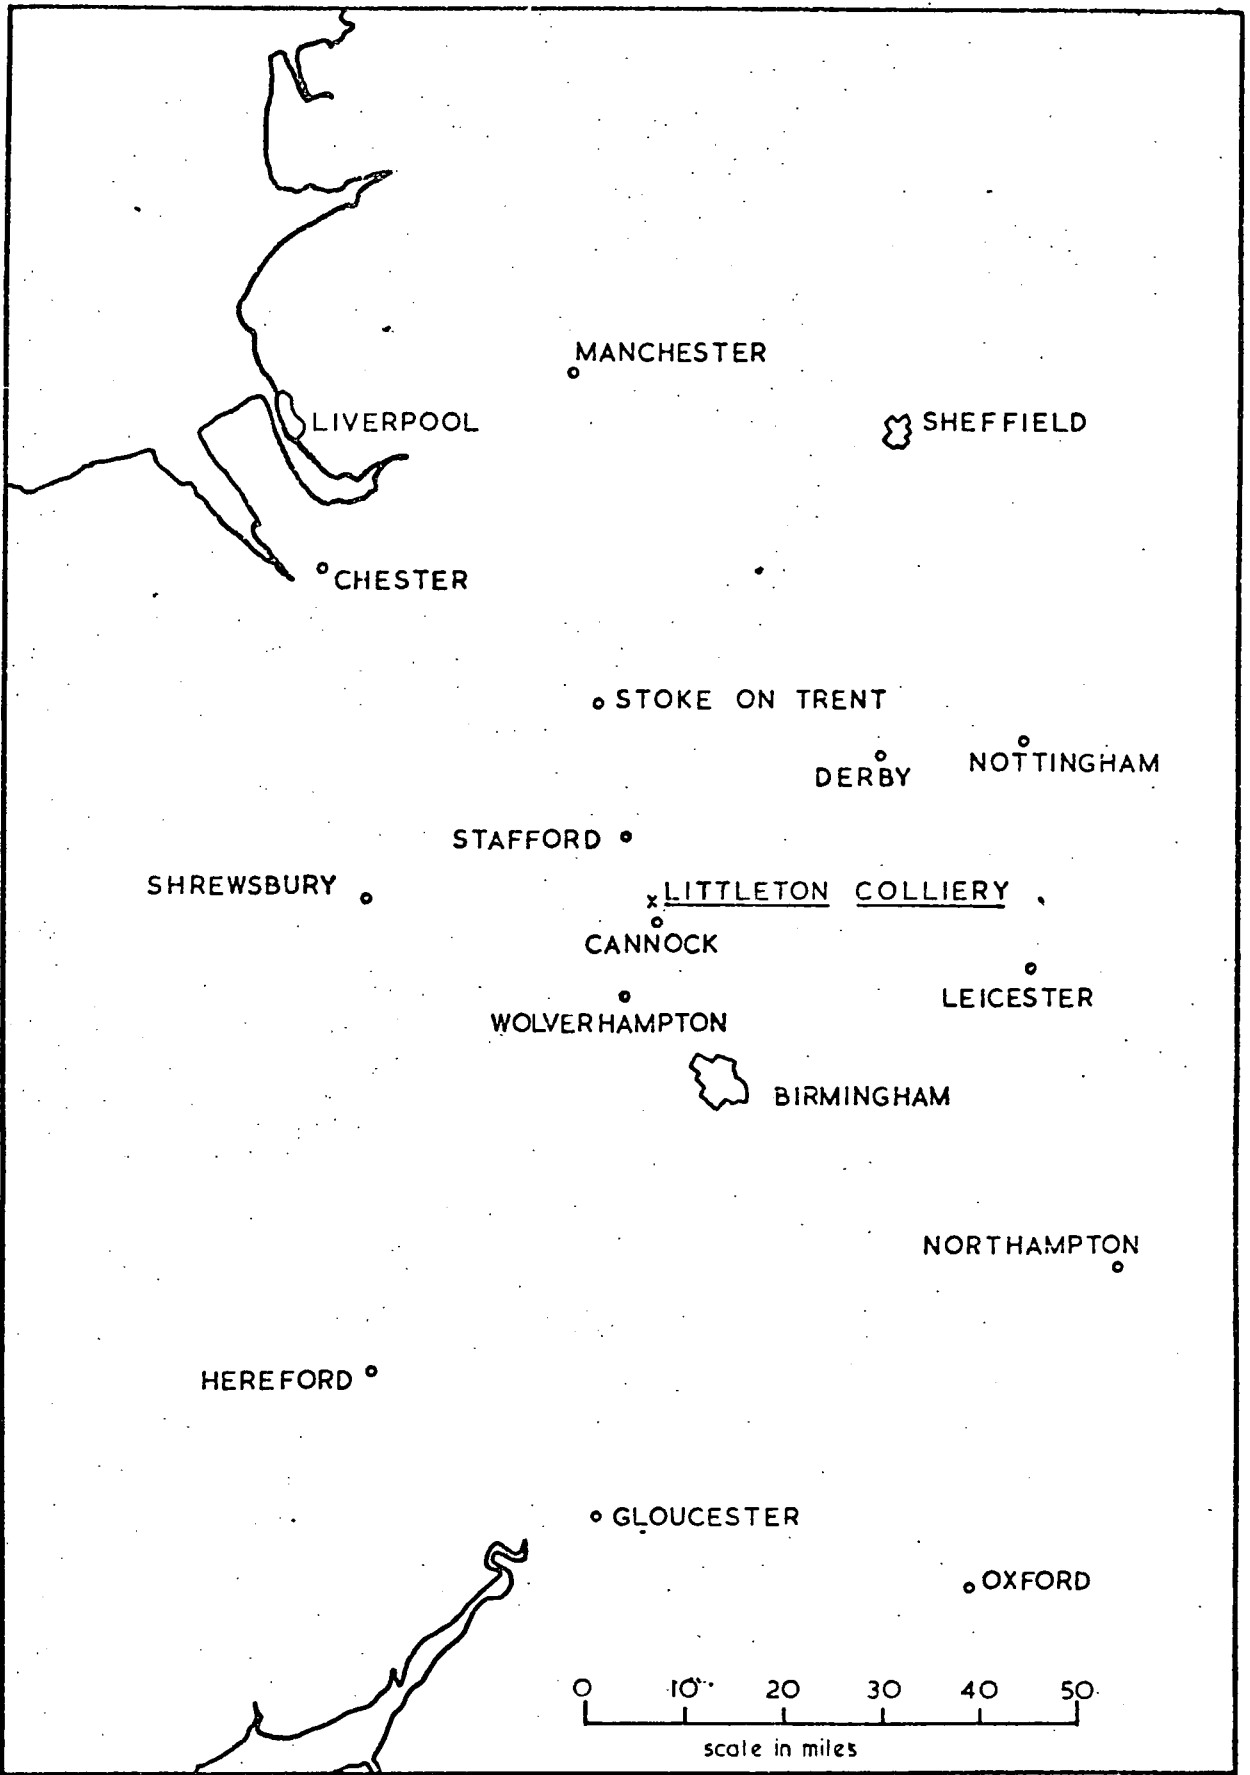 MANCHESTER
LIVERPOOL
SHEFFIELD
CHESTER
STOKE ON TRENT
NOTTINGHAM
DERBY
STAFFORD
SHREWSBURY
x LITTLETON COLLIERY
CANNOCK
LEICESTER
WOLVERHAMPTON
BIRMINGHAM
NORTHAMPTON
HEREFORD
GLOUCESTER
OXFORD
0 10 20 30 40 50
scale in miles